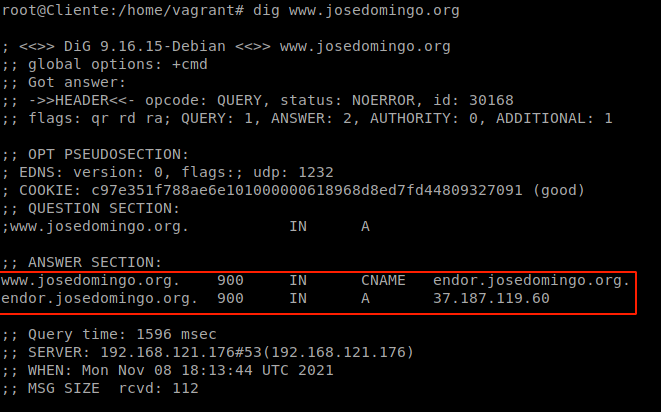 root@Cliente:/home/vagrant# dig www.josedomingo.org
; <<>> DiG 9.16.15-Debian <<>> www.josedomingo.org
;; global options: +cmd
;; Got answer:
;; ->>HEADER<<- opcode: QUERY, status: NOERROR, id: 30168
;; flags: qr rd ra; QUERY: 1, ANSWER: 2, AUTHORITY: 0, ADDITIONAL: 1
;; OPT PSEUDOSECTION:
; EDNS: version: 0, flags:; udp: 1232
; COOKIE: c97e351f788ae6e101000000618968d8ed7fd44809327091 (good)
;; QUESTION SECTION:
;www.josedomingo.org. IN A
;; ANSWER SECTION:
www.josedomingo.org. 900 IN CNAME endor.josedomingo.org.
endor.josedomingo.org. 900 IN A 37.187.119.60
;; Query time: 1596 msec
;; SERVER: 192.168.121.176#53(192.168.121.176)
;; WHEN: Mon Nov 08 18:13:44 UTC 2021
;; MSG SIZE rcvd: 112